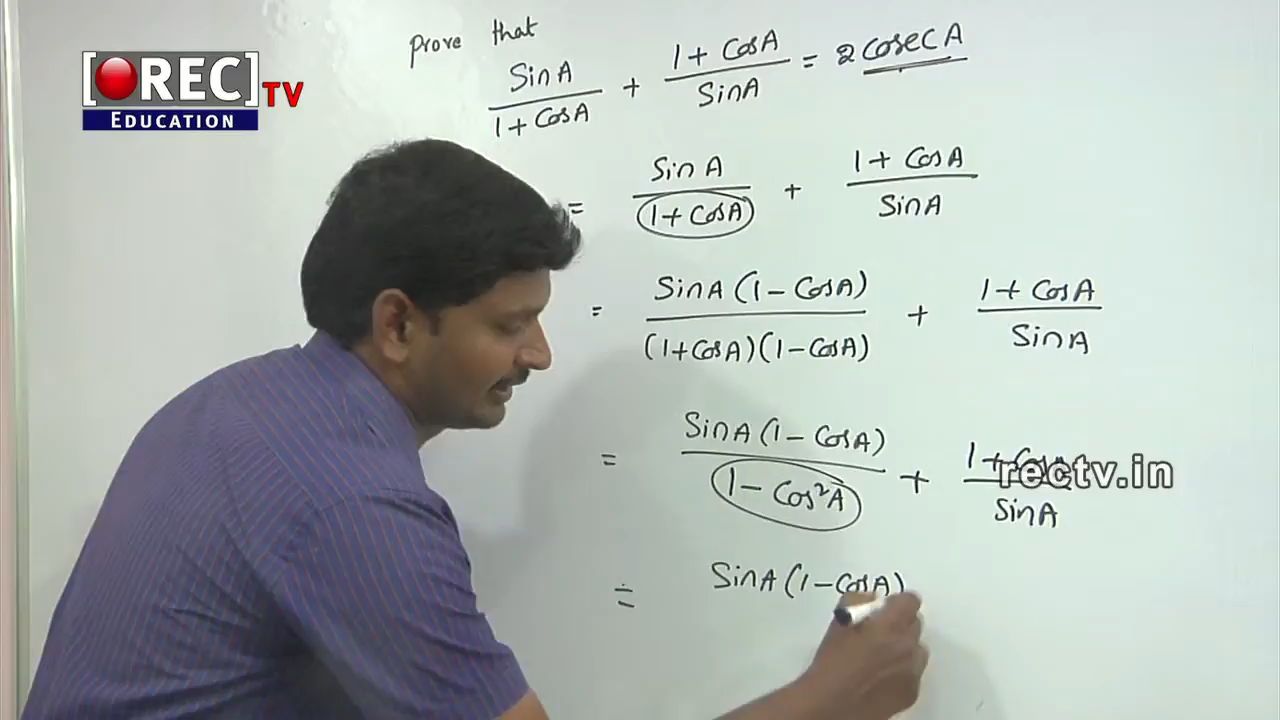 prove that
SinA/1+CosA + 1+CosA/SinA = 2 CosecA
[REC]TV
EDUCATION
= SinA/(1+CosA) + 1+CosA/SinA
= SinA(1-CosA)/(1+CosA)(1-CosA) + 1+CosA/SinA
= SinA(1-CosA)/1-Cos²A + 1+CosA/SinA
rectv.in
= SinA(1-CosA)